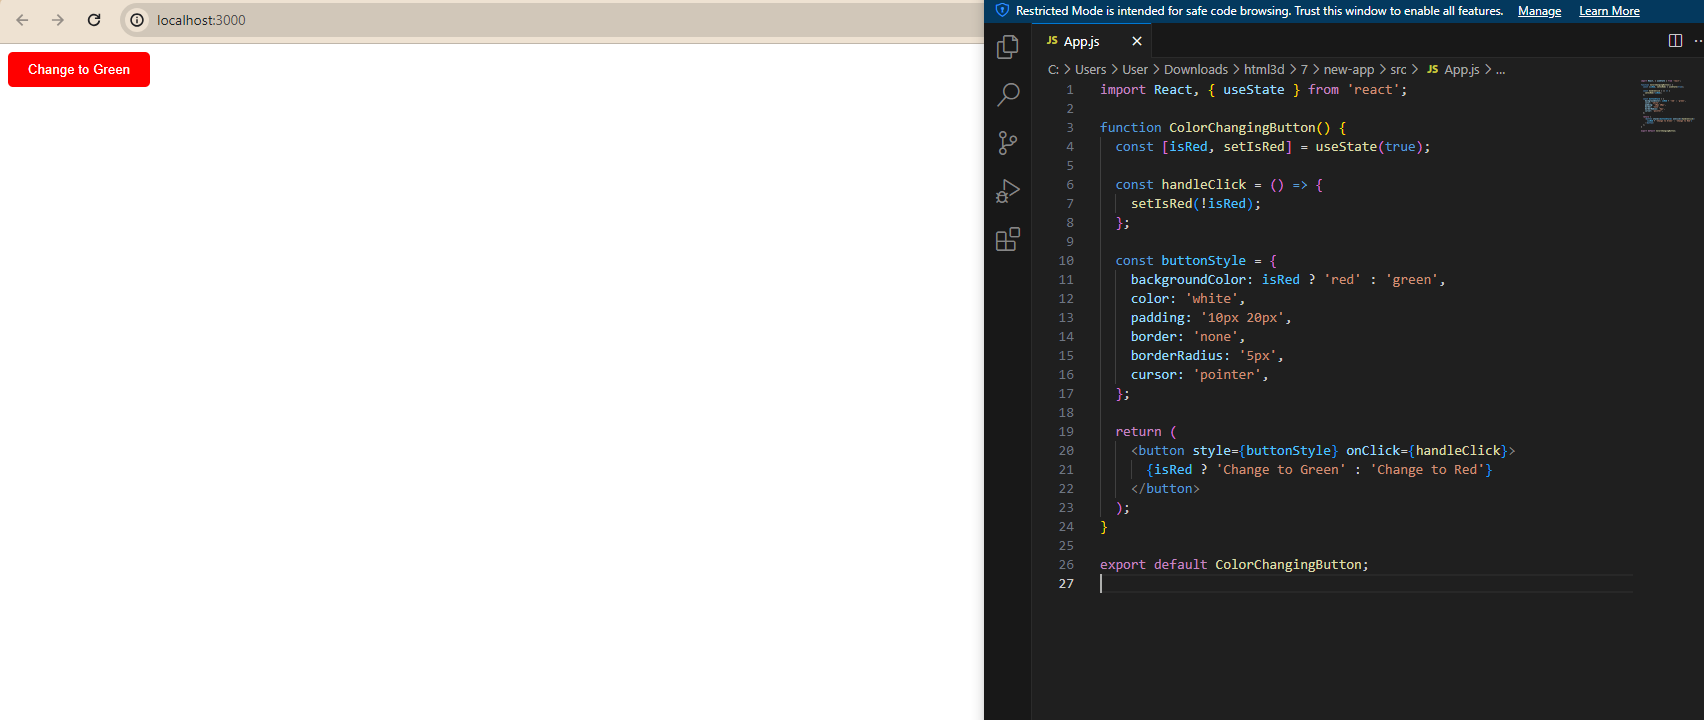 localhost:3000
Change to Green
Restricted Mode is intended for safe code browsing. Trust this window to enable all features. Manage Learn More
JS App.js
C: > Users > User > Downloads > html3d > 7 > new-app > src > JS App.js > ...
1 import React, { useState } from 'react';
2
3 function ColorChangingButton() {
4 const [isRed, setIsRed] = useState(true);
5
6 const handleClick = () => {
7 setIsRed(!isRed);
8 };
9
10 const buttonStyle = {
11 backgroundColor: isRed ? 'red' : 'green',
12 color: 'white',
13 padding: '10px 20px',
14 border: 'none',
15 borderRadius: '5px',
16 cursor: 'pointer',
17 };
18
19 return (
20 <button style={buttonStyle} onClick={handleClick}>
21 {isRed ? 'Change to Green' : 'Change to Red'}
22 </button>
23 );
24 }
25
26 export default ColorChangingButton;
27